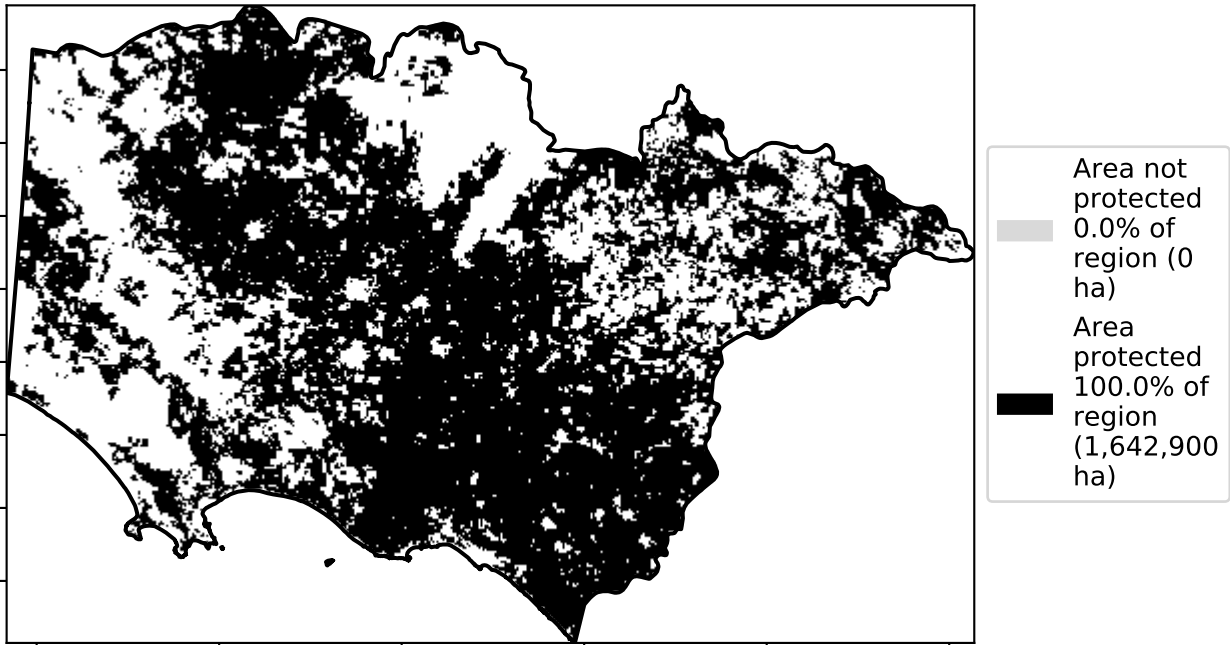 Area not
protected
0.0% of
region (0
ha)
Area
protected
100.0% of
region
(1,642,900
ha)